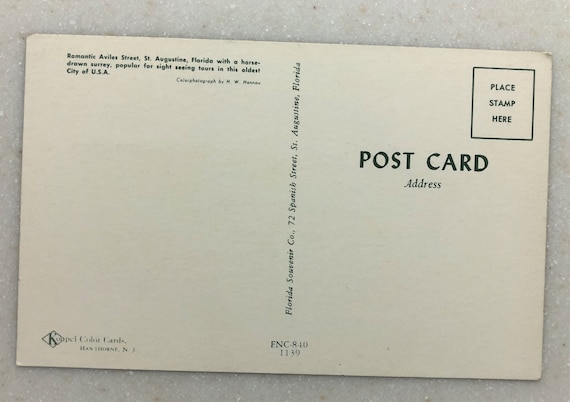 Romantic Aviles Street, St. Augustine, Florida with a horse-
drawn surrey, popular for sight seeing tours in this oldest
City of U.S.A.
Colorphotograph by H. W. Hannau
PLACE
STAMP
HERE
POST CARD
Address
Florida Souvenir Co., 72 Spanish Street, St. Augustine, Florida
Koppel Color Cards,
HAWTHORNE, N. J.
FNC-840
1139